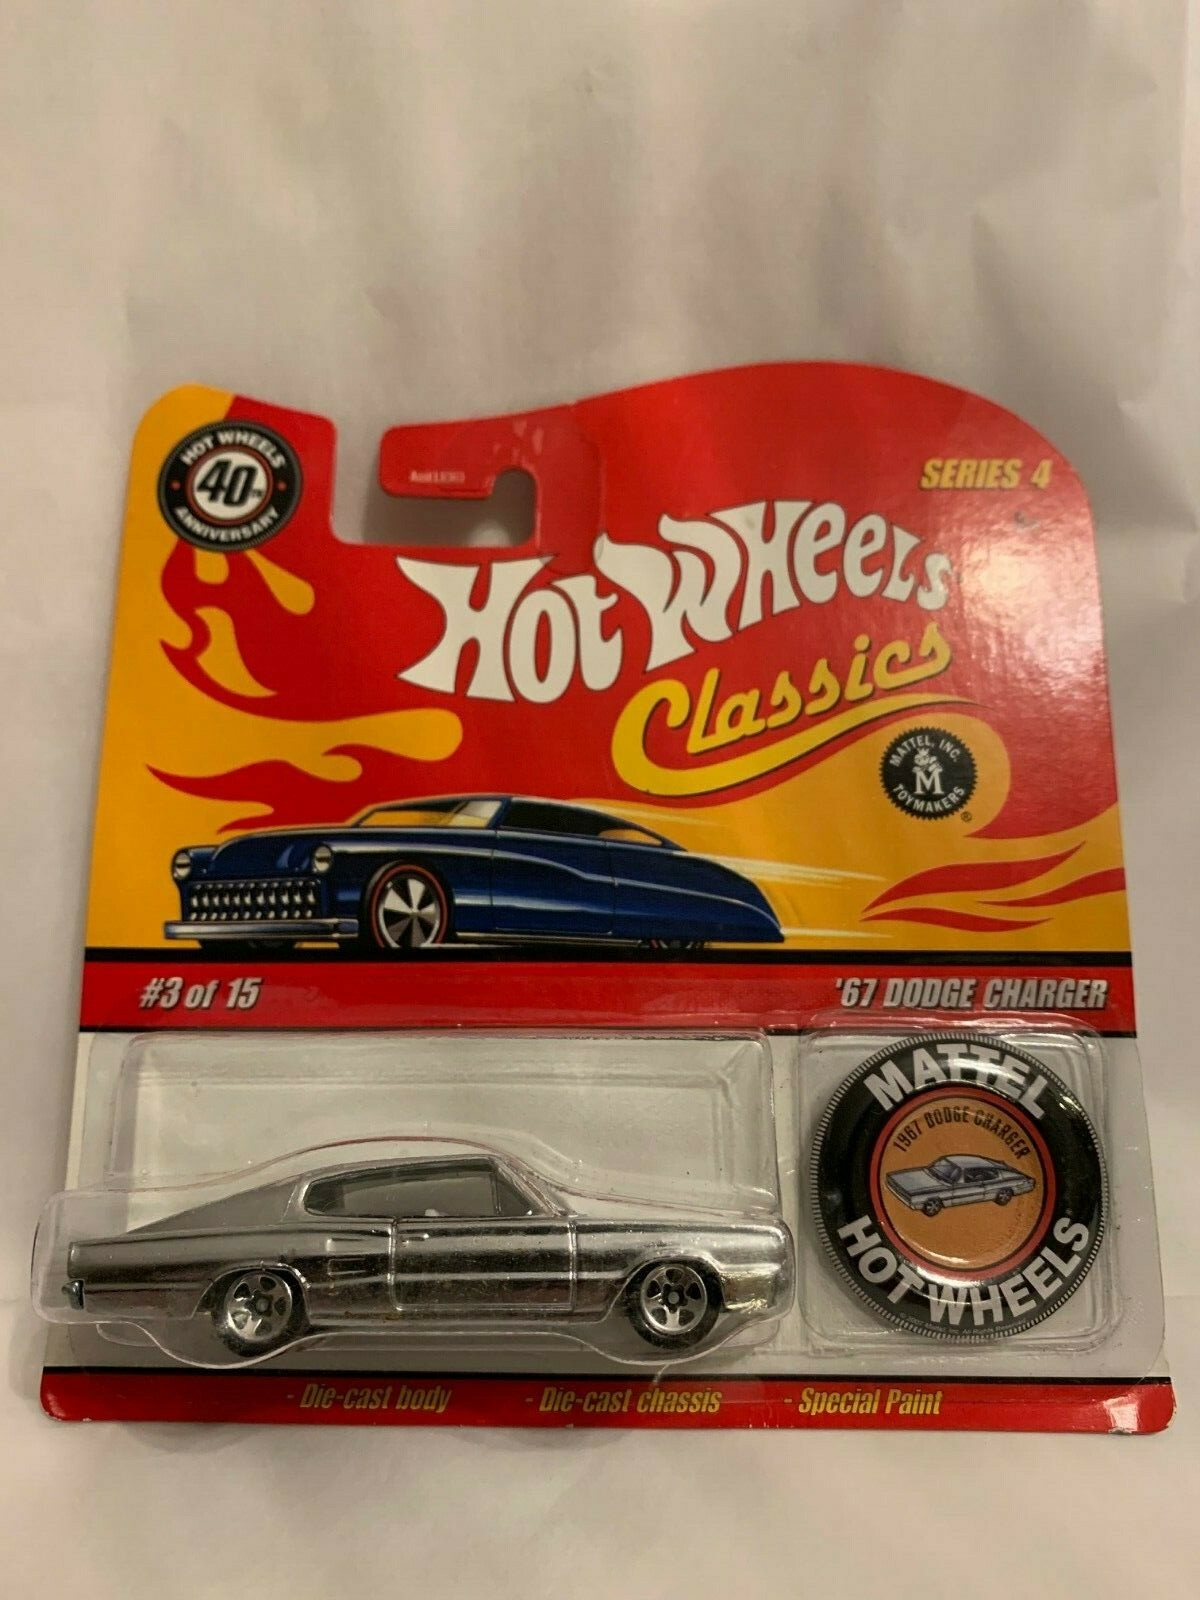 HOT WHEELS
40TH
ANNIVERSARY
SERIES 4
Hot Wheels
Classics
MATTEL, INC.
M
TOYMAKERS
®
#3 of 15
'67 DODGE CHARGER
MATTEL
1967 DODGE CHARGER
HOT WHEELS
- Die-cast body - Die-cast chassis - Special Paint